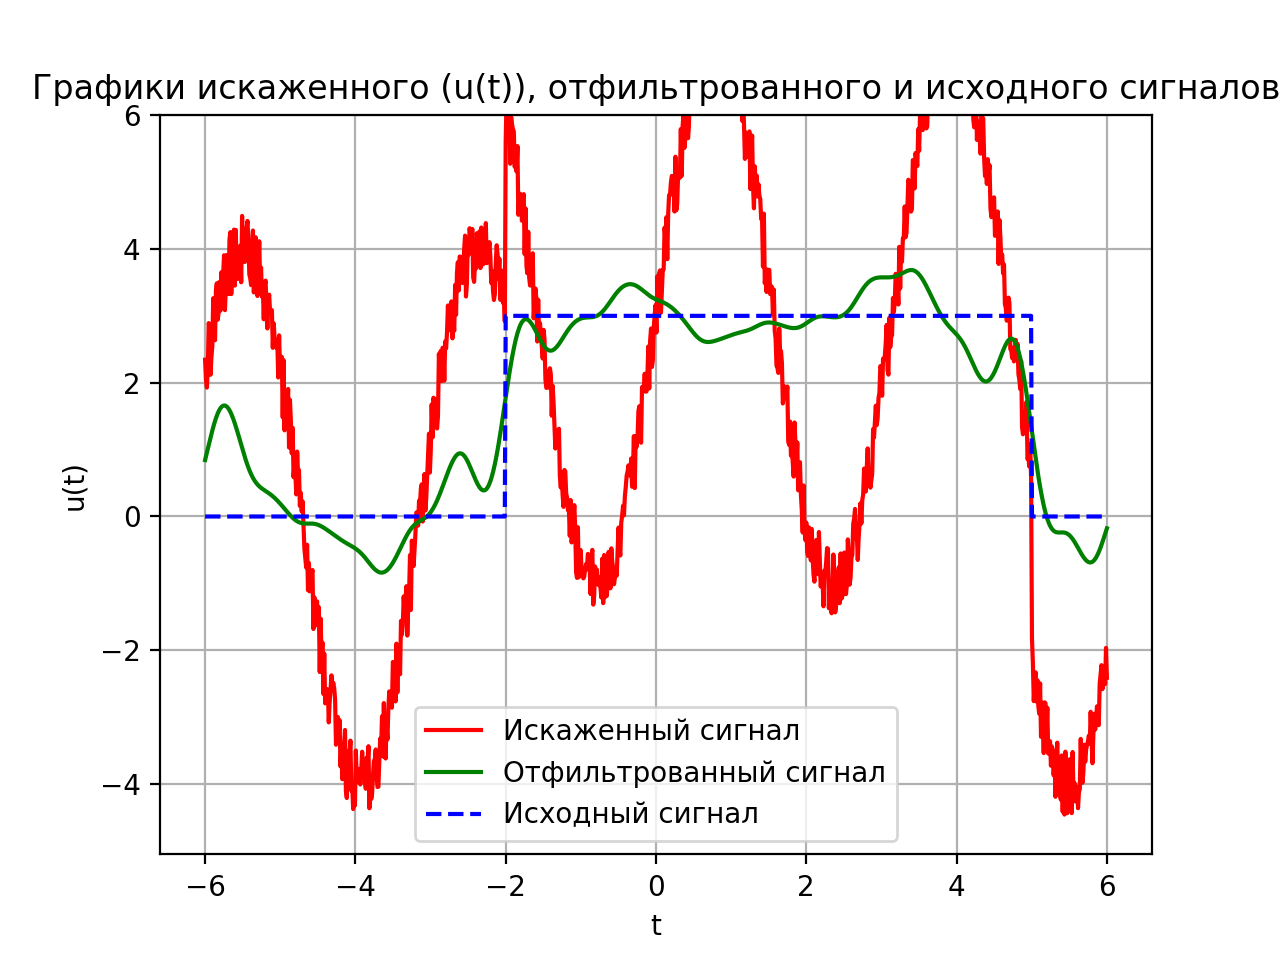 Графики искаженного (u(t)), отфильтрованного и исходного сигналов
6
4
2
0
−2
−4
u(t)
Искаженный сигнал
Отфильтрованный сигнал
Исходный сигнал
−6 −4 −2 0 2 4 6
t